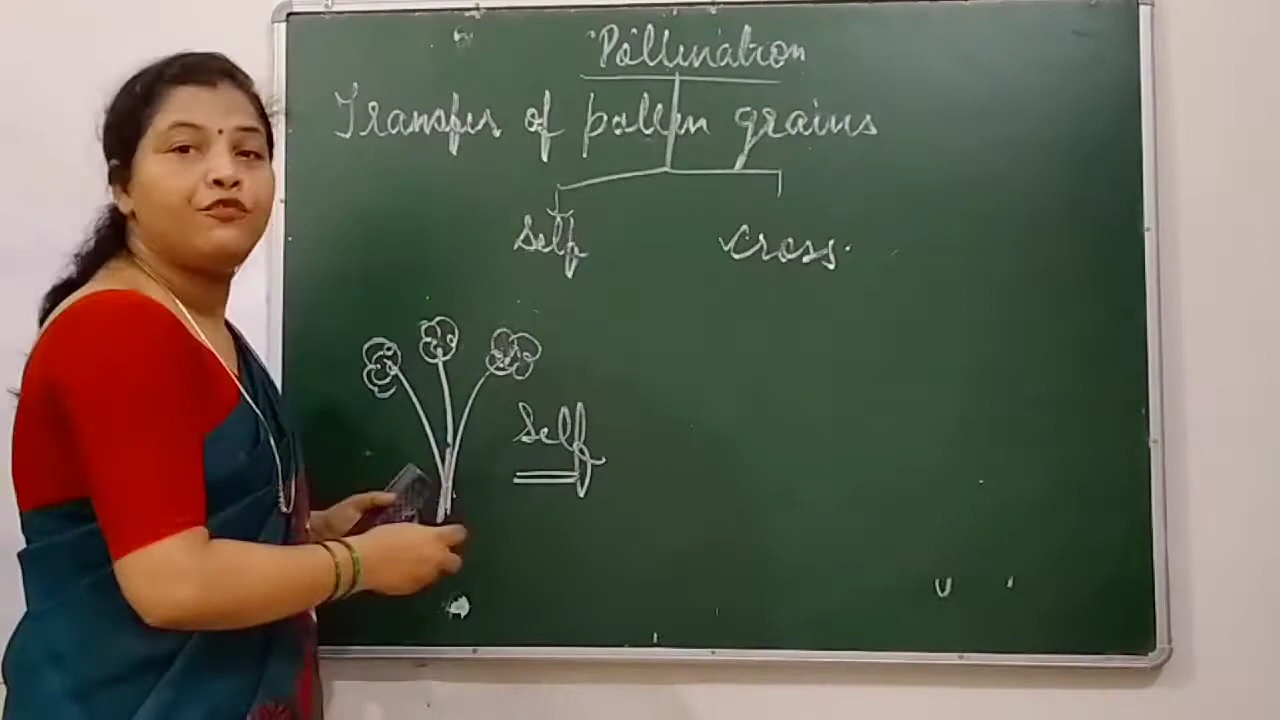 Pollination
Transfer of pollen grains
Self Cross
Self